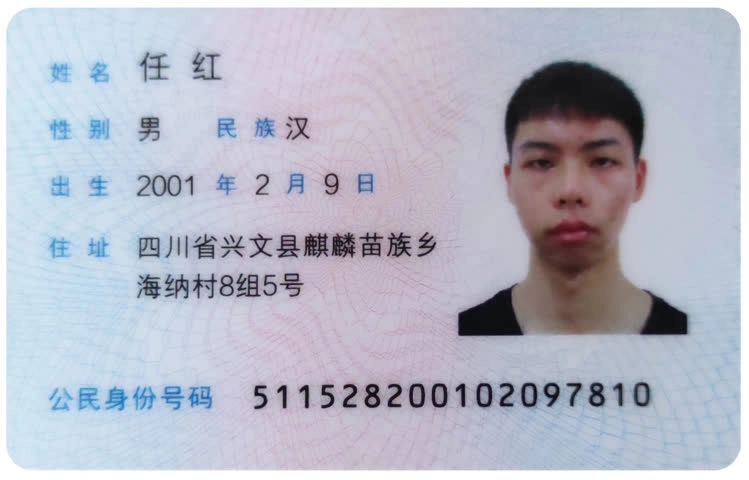 姓名 任红
性别 男 民族 汉
出生 2001 年 2 月 9 日
住址 四川省兴文县麒麟苗族乡
海纳村8组5号
公民身份号码 511528200102097810